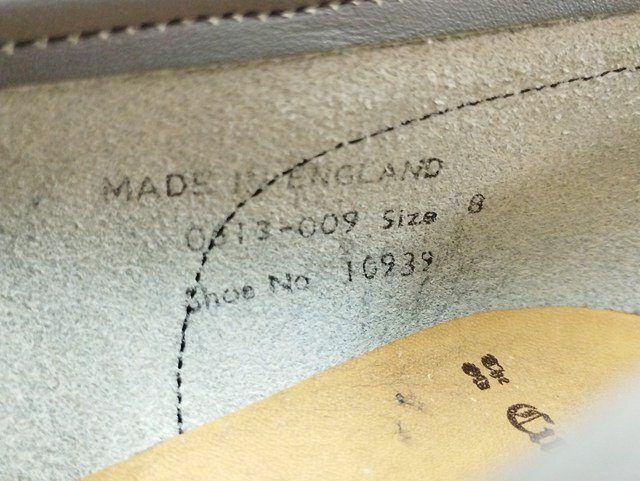 MADE IN ENGLAND
0613-009 Size 8
Shoe No 10939